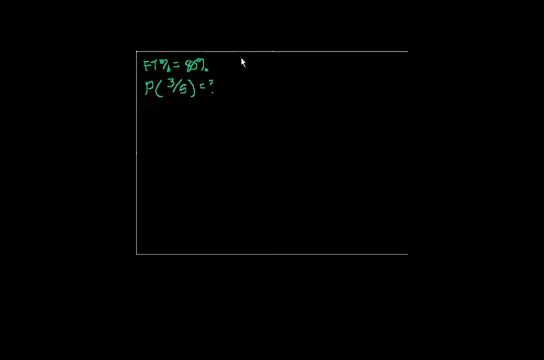 FT% = 80%
P( 3/5 ) = ?